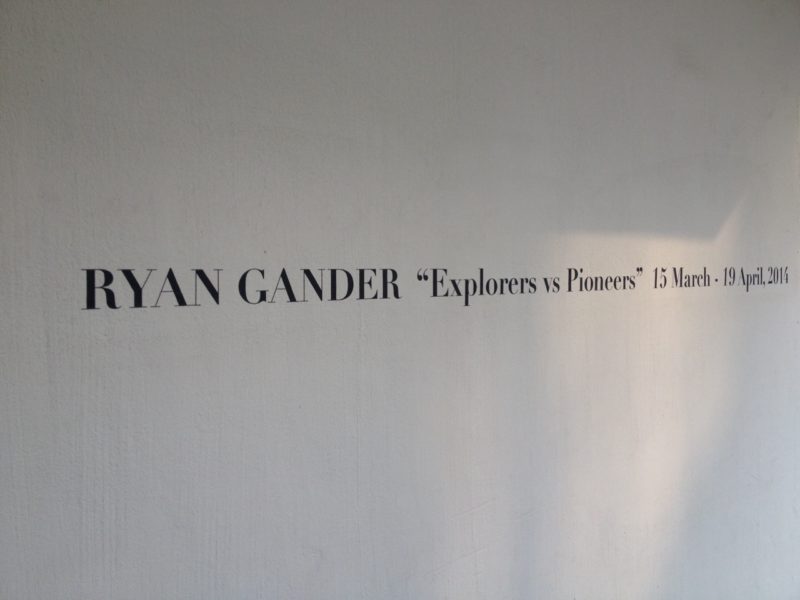 RYAN GANDER “Explorers vs Pioneers” 15 March - 19 April, 2014